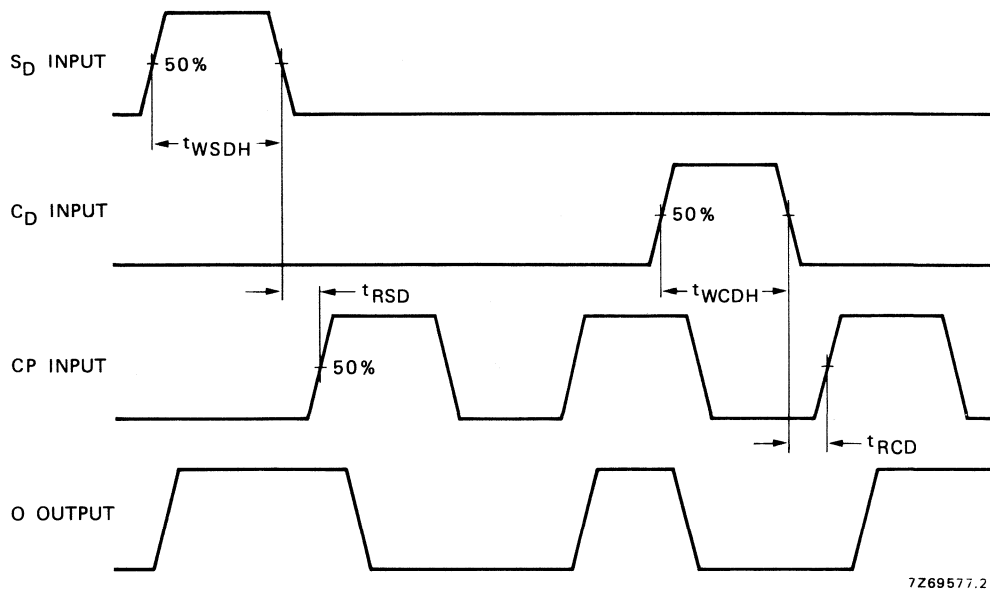 S_D INPUT
50%
t_WSDH
C_D INPUT
50%
t_RSD
t_WCDH
CP INPUT
50%
t_RCD
O OUTPUT
7Z69577.2